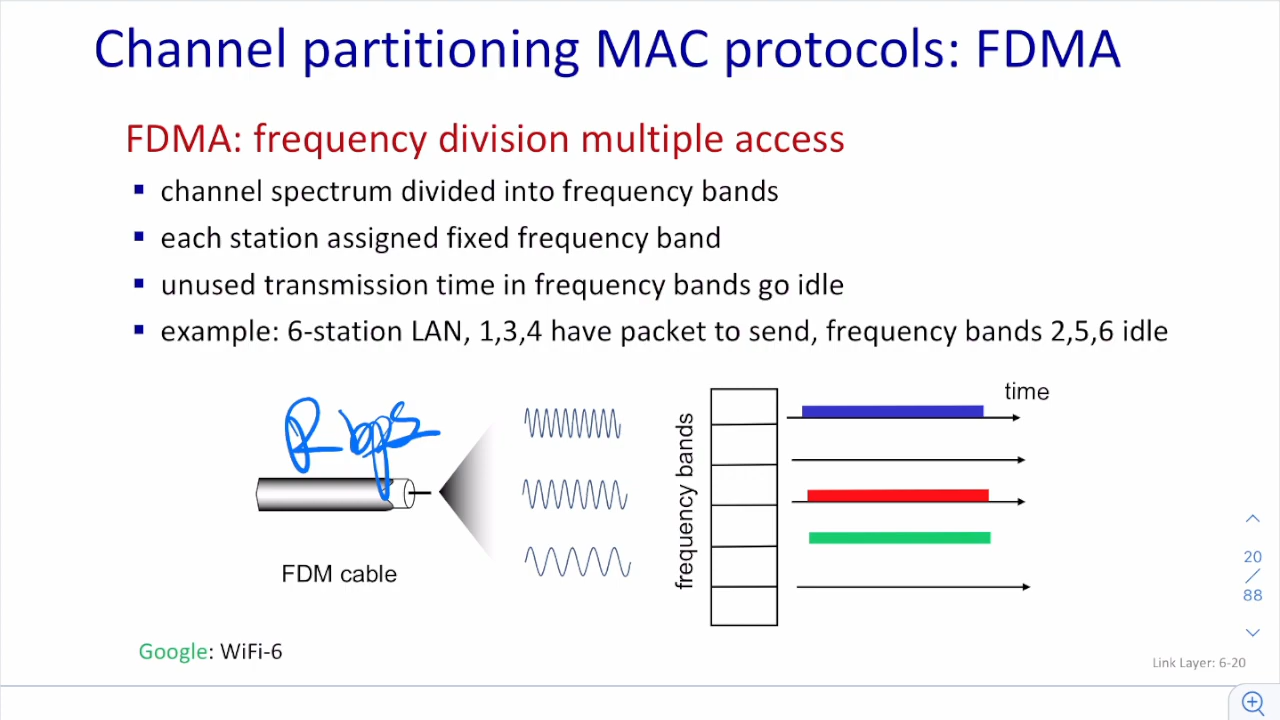 Channel partitioning MAC protocols: FDMA
FDMA: frequency division multiple access
▪ channel spectrum divided into frequency bands
▪ each station assigned fixed frequency band
▪ unused transmission time in frequency bands go idle
▪ example: 6-station LAN, 1,3,4 have packet to send, frequency bands 2,5,6 idle
R bps
time
frequency bands
FDM cable
20
/
88
Google: WiFi-6
Link Layer: 6-20